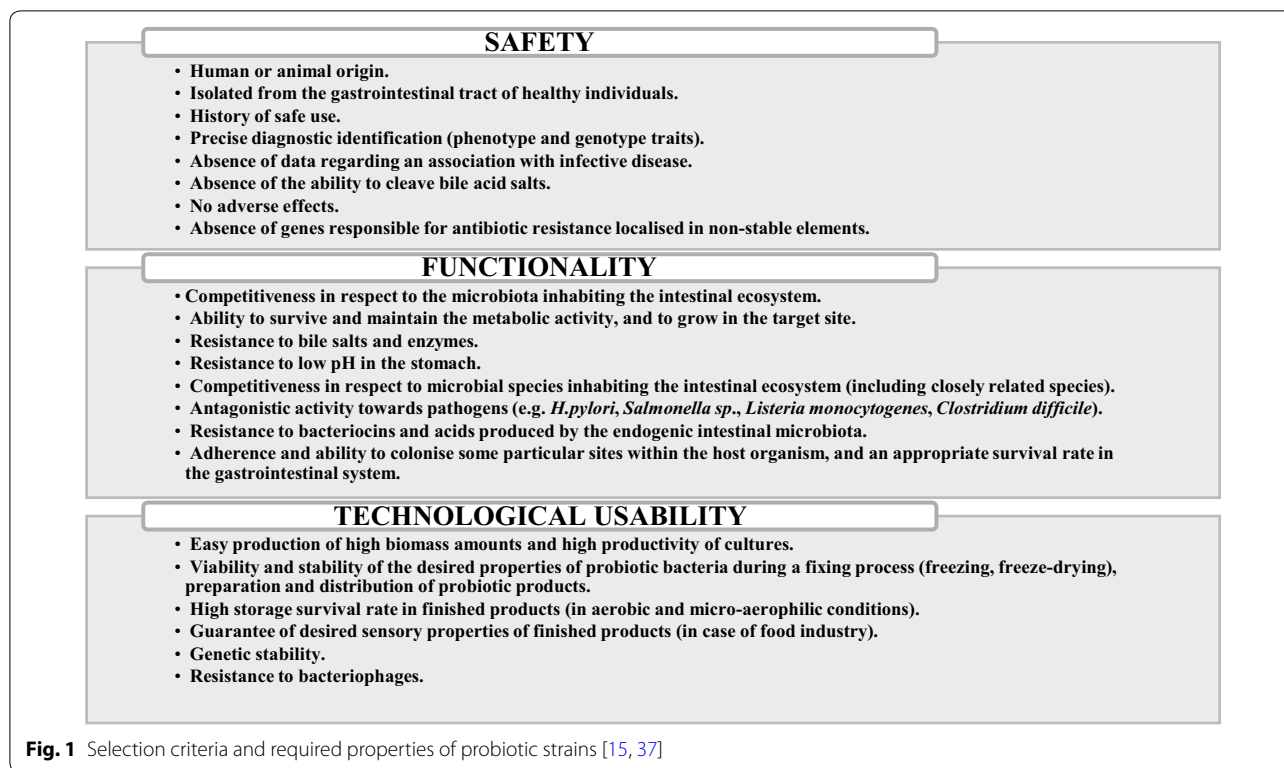 SAFETY
• Human or animal origin.
• Isolated from the gastrointestinal tract of healthy individuals.
• History of safe use.
• Precise diagnostic identification (phenotype and genotype traits).
• Absence of data regarding an association with infective disease.
• Absence of the ability to cleave bile acid salts.
• No adverse effects.
• Absence of genes responsible for antibiotic resistance localised in non-stable elements.
FUNCTIONALITY
• Competitiveness in respect to the microbiota inhabiting the intestinal ecosystem.
• Ability to survive and maintain the metabolic activity, and to grow in the target site.
• Resistance to bile salts and enzymes.
• Resistance to low pH in the stomach.
• Competitiveness in respect to microbial species inhabiting the intestinal ecosystem (including closely related species).
• Antagonistic activity towards pathogens (e.g. H.pylori, Salmonella sp., Listeria monocytogenes, Clostridium difficile).
• Resistance to bacteriocins and acids produced by the endogenic intestinal microbiota.
• Adherence and ability to colonise some particular sites within the host organism, and an appropriate survival rate in
the gastrointestinal system.
TECHNOLOGICAL USABILITY
• Easy production of high biomass amounts and high productivity of cultures.
• Viability and stability of the desired properties of probiotic bacteria during a fixing process (freezing, freeze-drying),
preparation and distribution of probiotic products.
• High storage survival rate in finished products (in aerobic and micro-aerophilic conditions).
• Guarantee of desired sensory properties of finished products (in case of food industry).
• Genetic stability.
• Resistance to bacteriophages.
Fig. 1 Selection criteria and required properties of probiotic strains [15, 37]